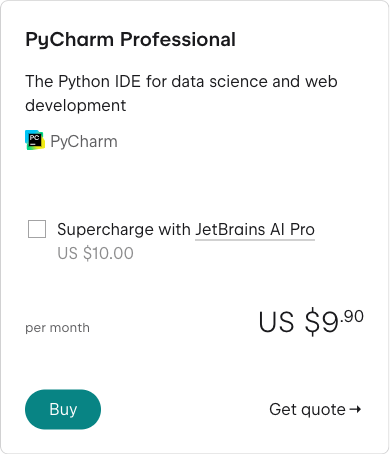 PyCharm Professional
The Python IDE for data science and web
development
PC
PyCharm
Supercharge with JetBrains AI Pro
US $10.00
per month
US $9.90
Buy
Get quote →